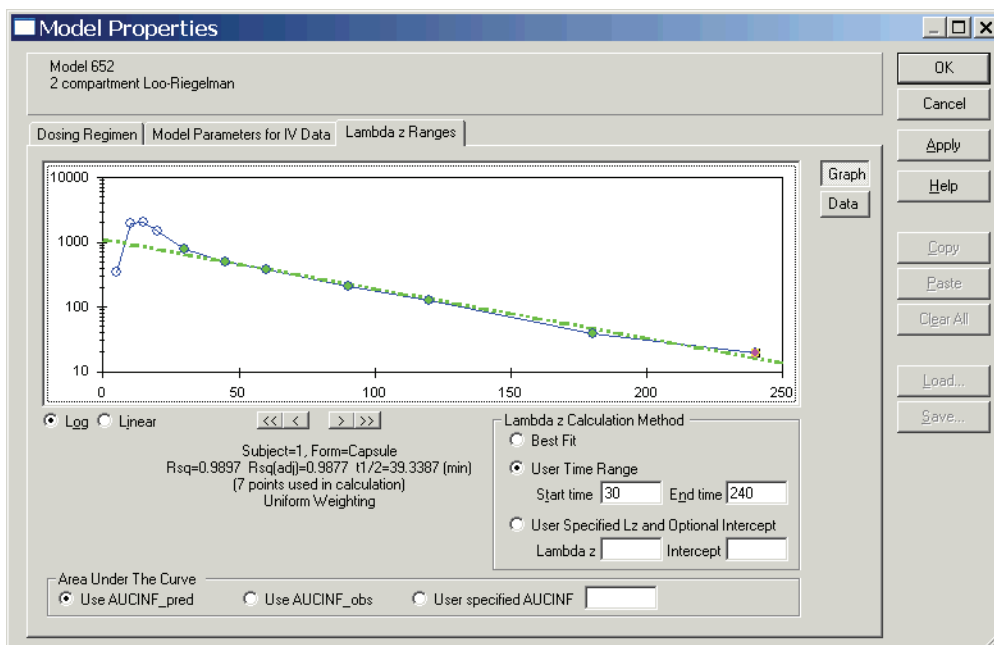 Model Properties
Model 652
2 compartment Loo-Riegelman
OK
Cancel
Apply
Help
Copy
Paste
Clear All
Load...
Save...
Dosing Regimen
Model Parameters for IV Data
Lambda z Ranges
Graph
Data
10000
1000
100
10
0 50 100 150 200 250
Log Linear
<< < > >>
Subject=1, Form=Capsule
Rsq=0.9897 Rsq(adj)=0.9877 t1/2=39.3387 (min)
(7 points used in calculation)
Uniform Weighting
Lambda z Calculation Method
Best Fit
User Time Range
Start time 30 End time 240
User Specified Lz and Optional Intercept
Lambda z Intercept
Area Under The Curve
Use AUCINF_pred Use AUCINF_obs User specified AUCINF